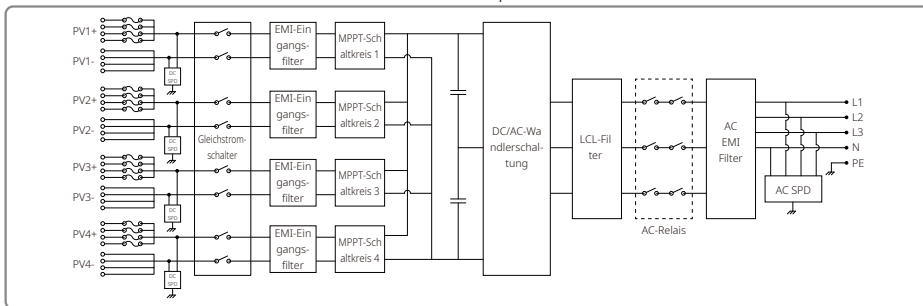 PV1+
PV1-
DC
SPD
EMI-Ein
gangs-
filter
MPPT-Sch
altkreis 1
PV2+
PV2-
DC
SPD
EMI-Ein
gangs-
filter
MPPT-Sch
altkreis 2
Gleichstrom-
schalter
PV3+
PV3-
DC
SPD
EMI-Ein
gangs-
filter
MPPT-Sch
altkreis 3
PV4+
PV4-
DC
SPD
EMI-Ein
gangs-
filter
MPPT-Sch
altkreis 4
DC/AC-Wa
ndlerschal-
tung
LCL-Fil
ter
AC-Relais
AC
EMI
Filter
L1
L2
L3
N
PE
AC SPD